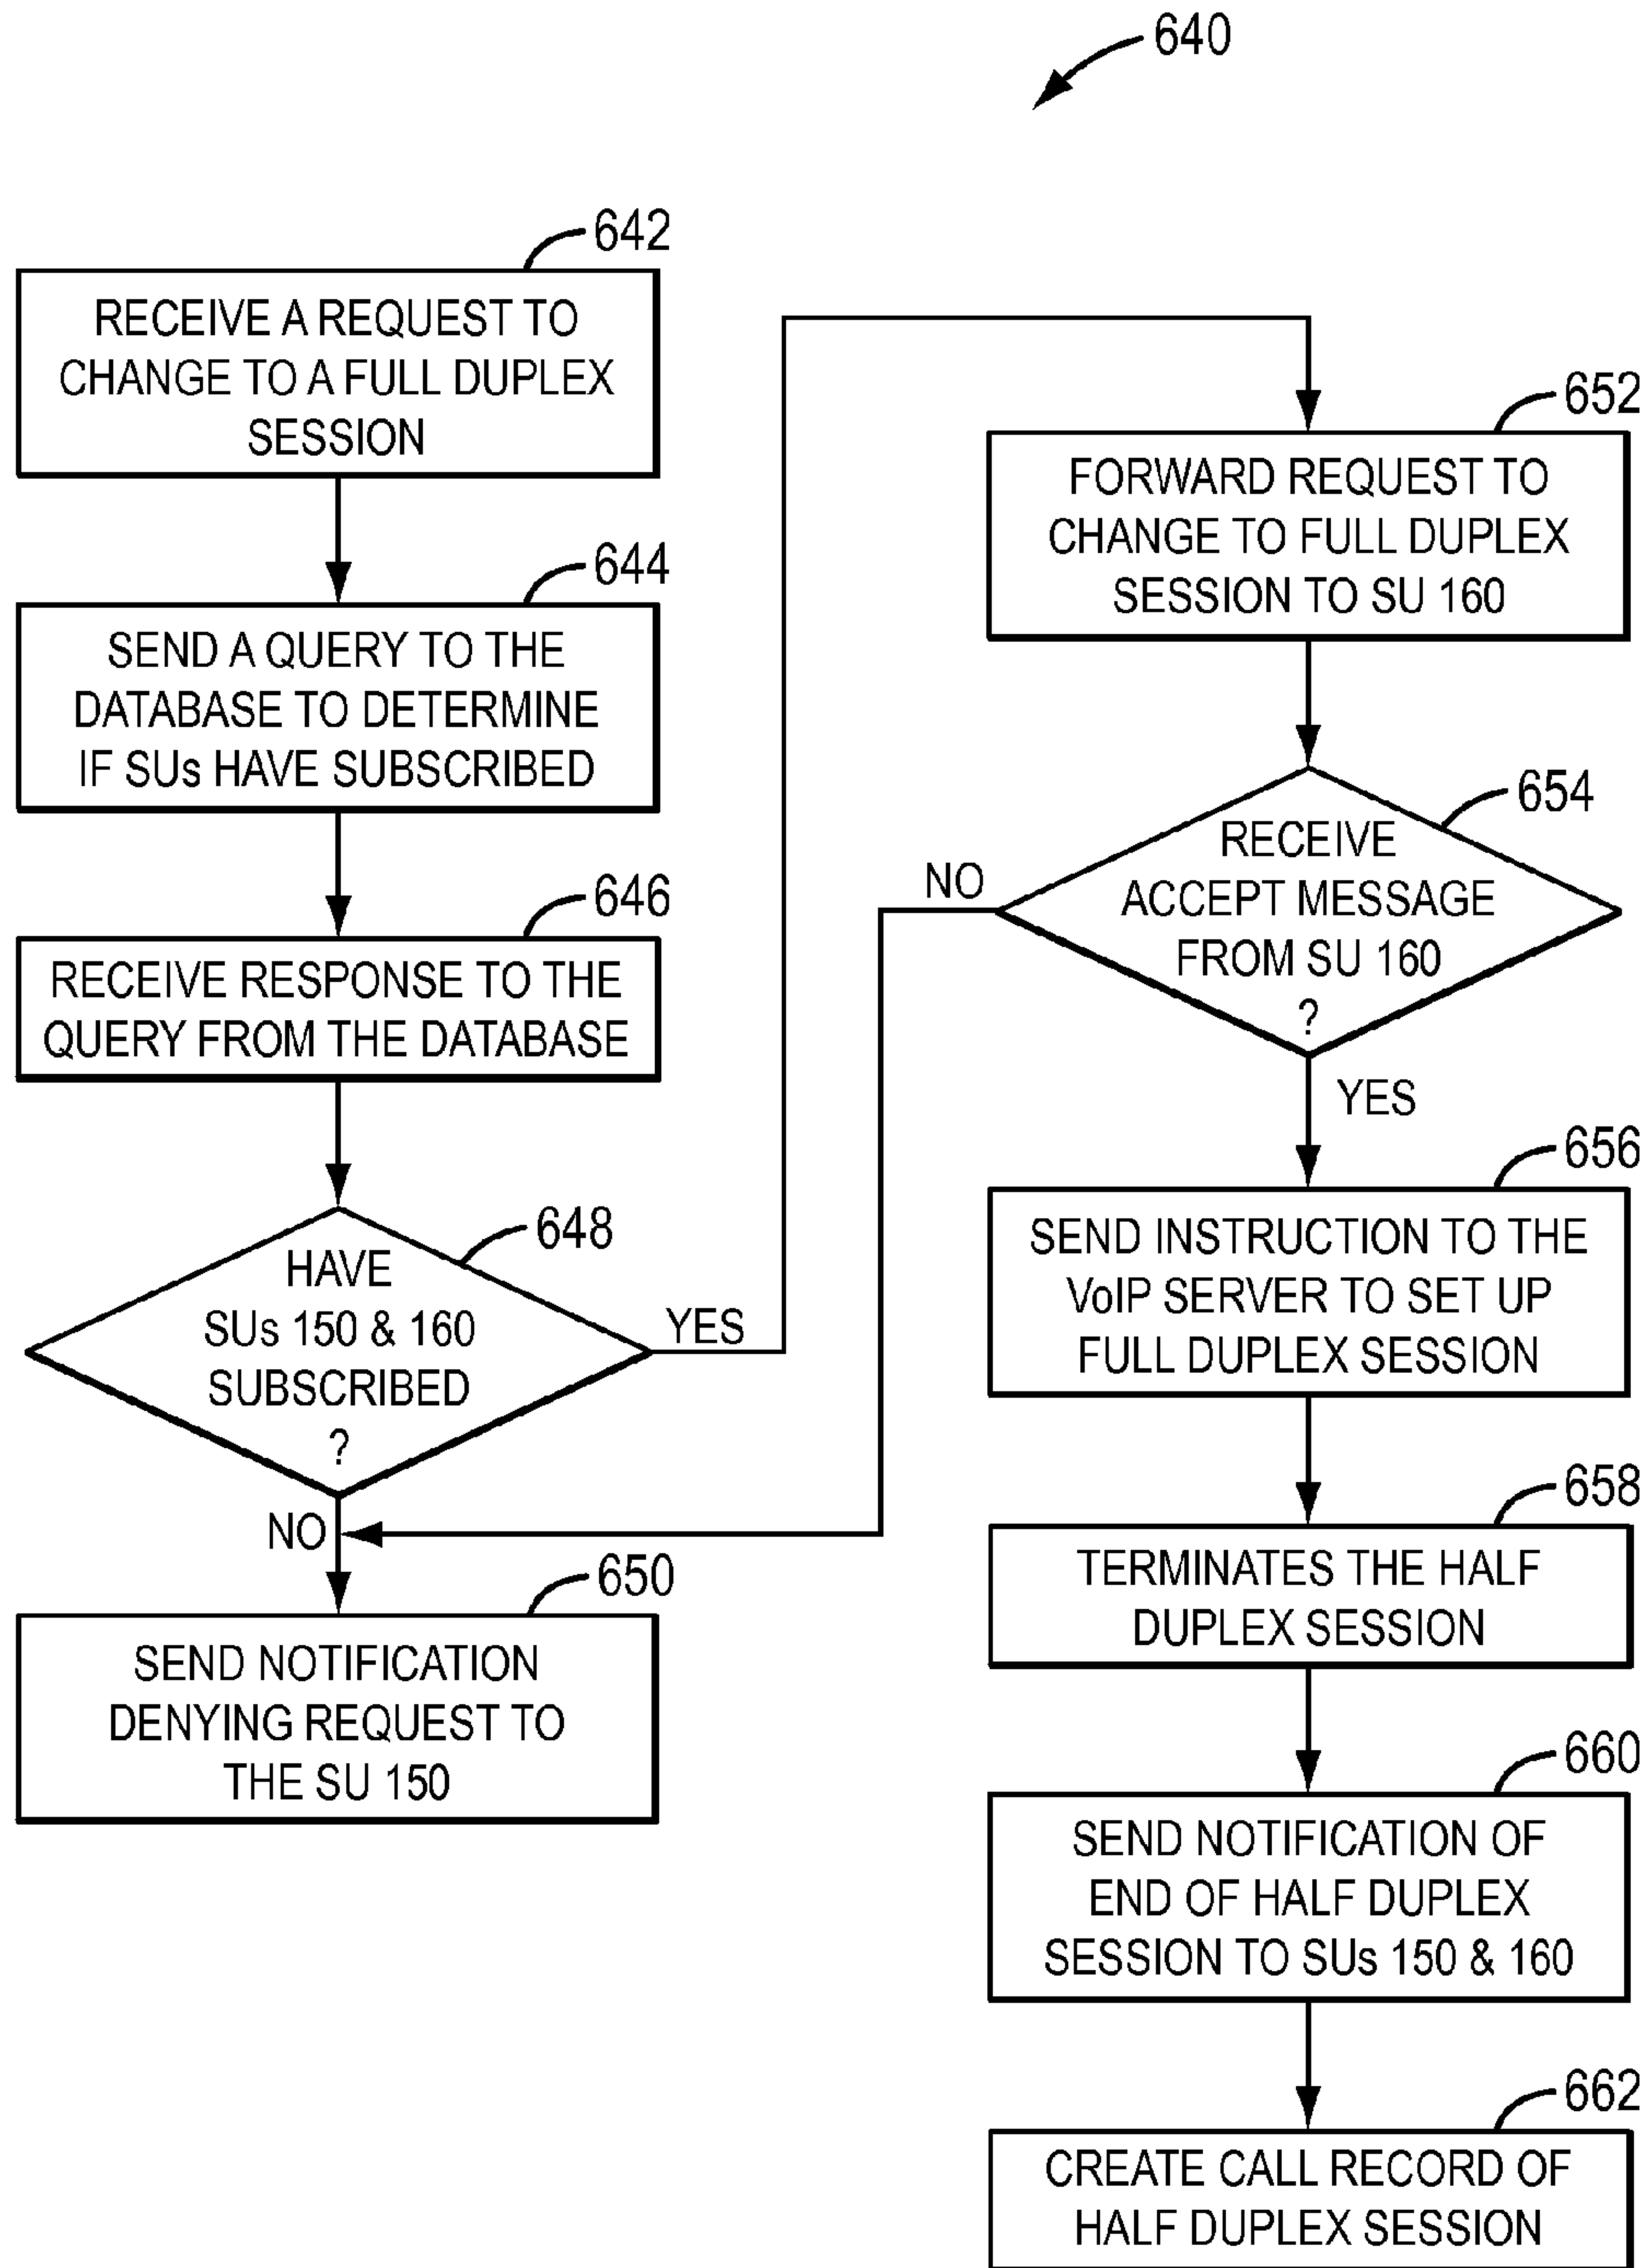 640
642
RECEIVE A REQUEST TO
CHANGE TO A FULL DUPLEX
SESSION
644
SEND A QUERY TO THE
DATABASE TO DETERMINE
IF SUs HAVE SUBSCRIBED
646
RECEIVE RESPONSE TO THE
QUERY FROM THE DATABASE
648
HAVE
SUs 150 & 160
SUBSCRIBED
?
YES
NO
650
SEND NOTIFICATION
DENYING REQUEST TO
THE SU 150
652
FORWARD REQUEST TO
CHANGE TO FULL DUPLEX
SESSION TO SU 160
654
RECEIVE
ACCEPT MESSAGE
FROM SU 160
?
NO
YES
656
SEND INSTRUCTION TO THE
VoIP SERVER TO SET UP
FULL DUPLEX SESSION
658
TERMINATES THE HALF
DUPLEX SESSION
660
SEND NOTIFICATION OF
END OF HALF DUPLEX
SESSION TO SUs 150 & 160
662
CREATE CALL RECORD OF
HALF DUPLEX SESSION